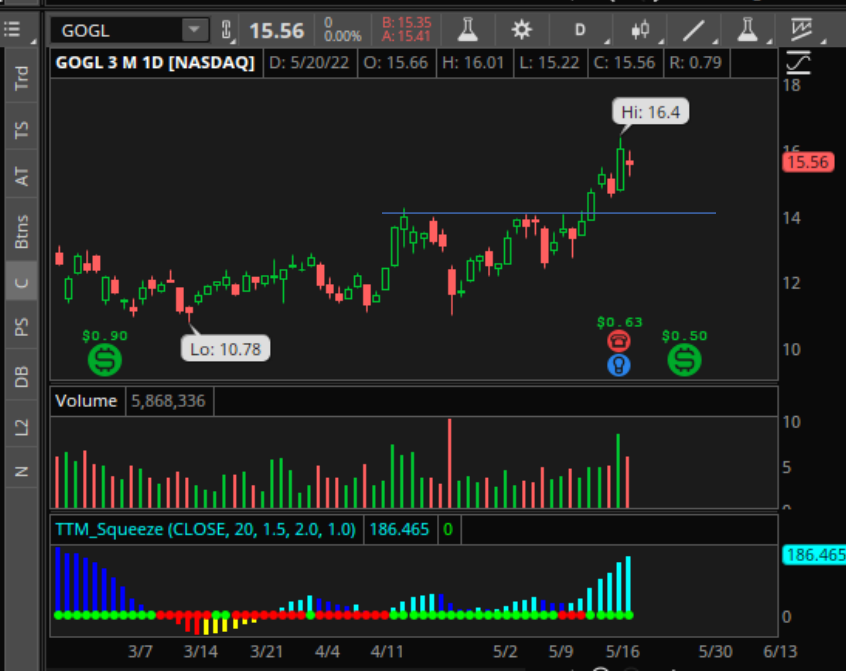 GOGL
15.56
0
0.00%
B: 15.35
A: 15.41
D
GOGL 3 M 1D [NASDAQ]
D: 5/20/22
O: 15.66
H: 16.01
L: 15.22
C: 15.56
R: 0.79
Trd
TS
AT
Btns
C
PS
DB
L2
N
18
Hi: 16.4
16
15.56
14
12
10
$0.90
Lo: 10.78
$0.63
$0.50
Volume
5,868,336
10
5
TTM_Squeeze (CLOSE, 20, 1.5, 2.0, 1.0)
186.465
0
186.465
0
3/7
3/14
3/21
4/4
4/11
5/2
5/9
5/16
5/30
6/13